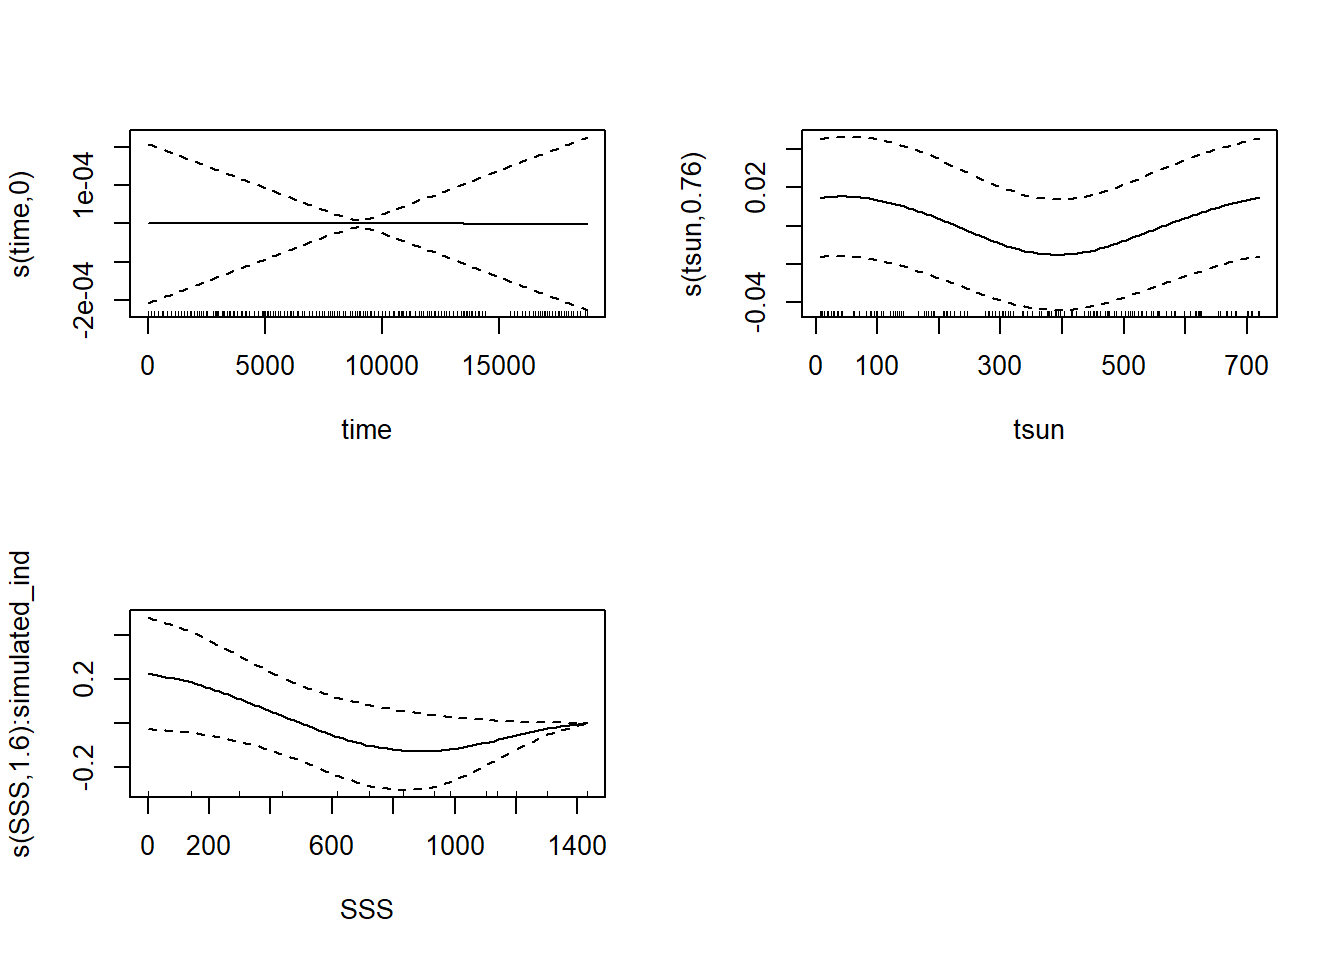 s(time,0)
1e-04
-2e-04
0 5000 10000 15000
time
s(tsun,0.76)
0.02
-0.04
0 100 300 500 700
tsun
s(SSS,1.6):simulated_ind
0.2
-0.2
0 200 600 1000 1400
SSS